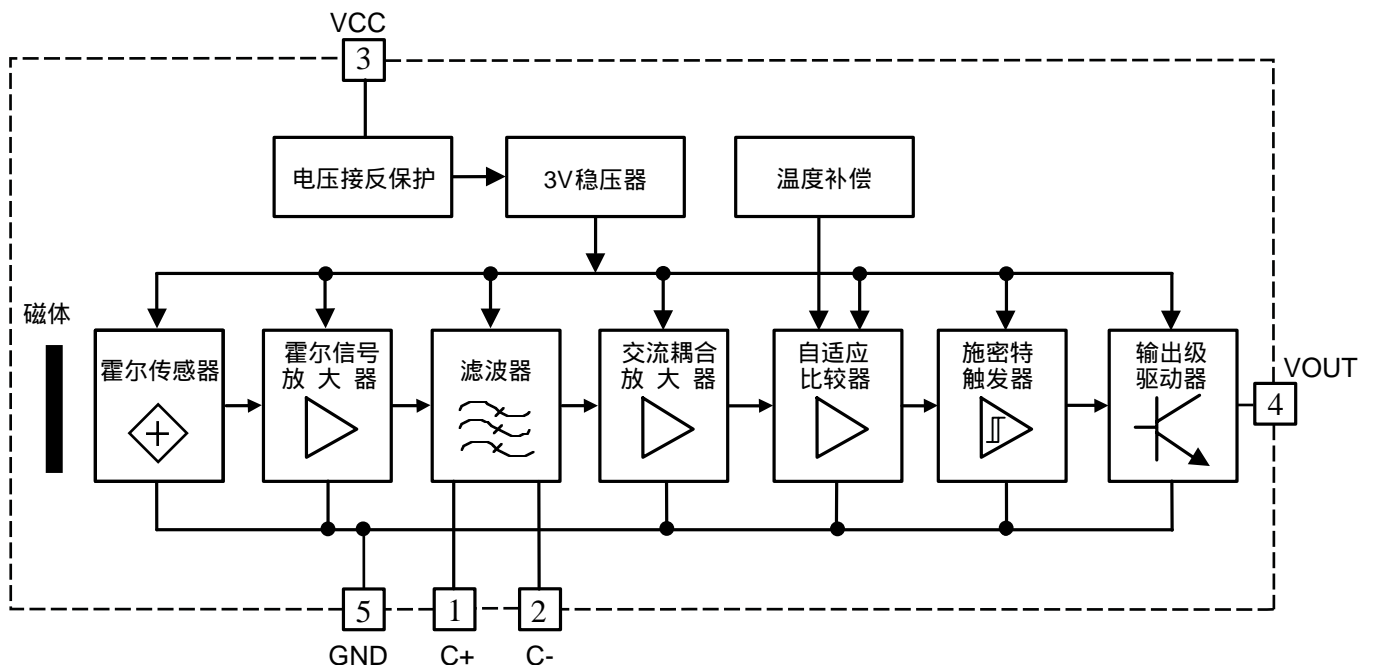 VCC
3
电压接反保护
3V稳压器
温度补偿
磁体
霍尔传感器
霍尔信号
放大器
滤波器
交流耦合
放大器
自适应
比较器
施密特
触发器
输出级
驱动器
VOUT
4
5
1
2
GND
C+
C-